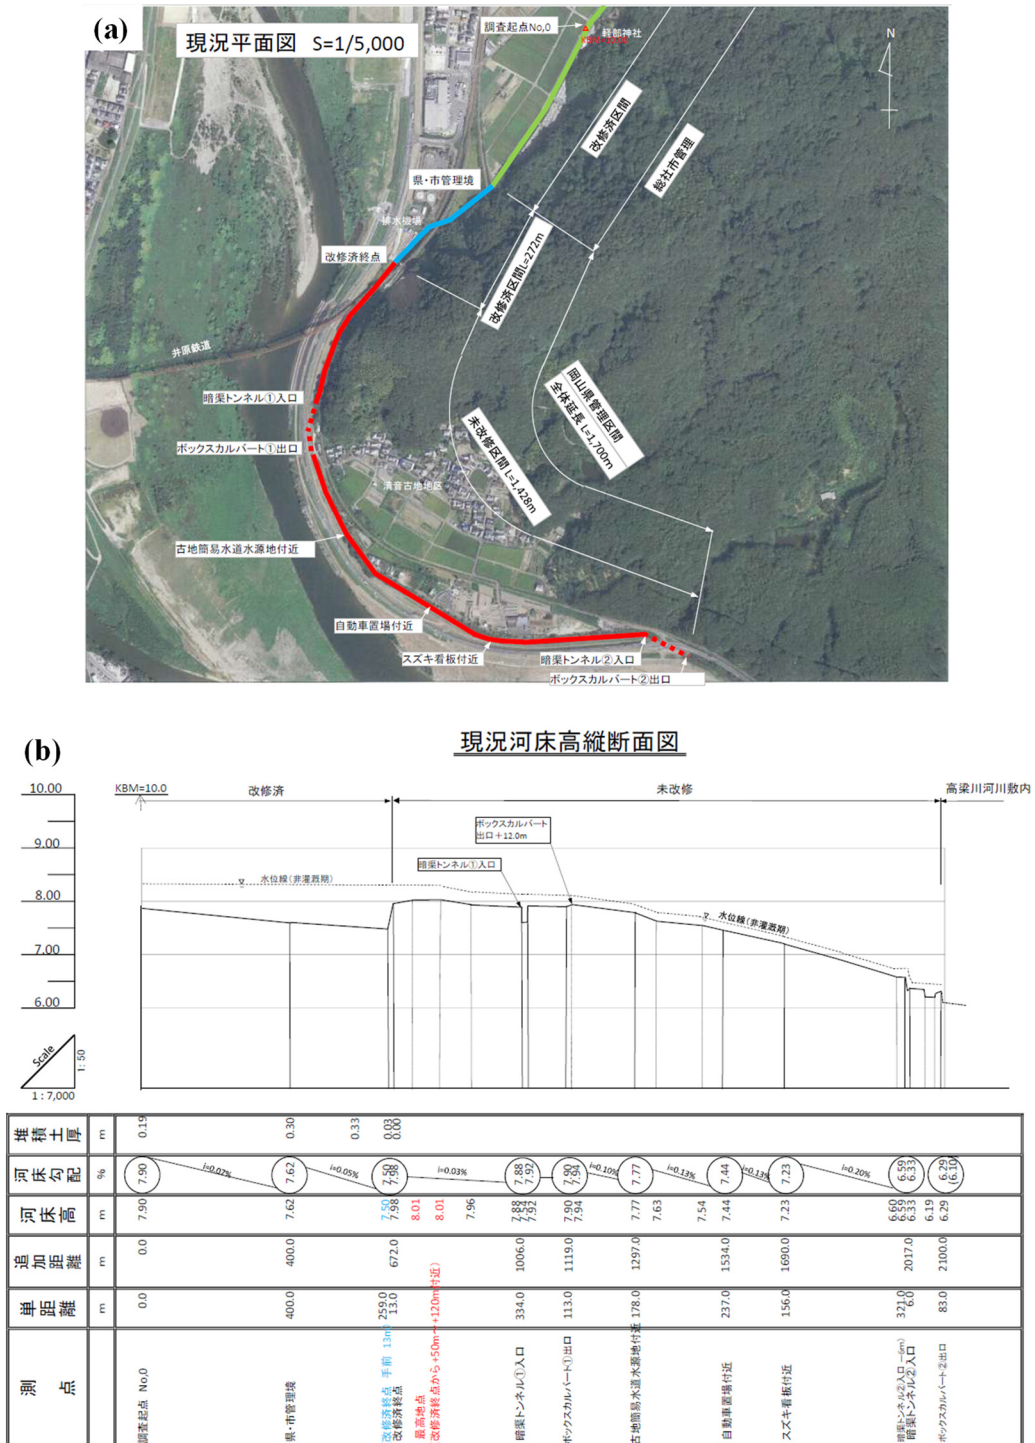 (a)
現況平面図 S=1/5,000
調査起点No,0
軽部神社
N
改修済区間
総社市管理
県・市管理境
排水機場
改修済終点
改修済区間L=272m
井原鉄道
岡山県管理区間
全体延長 L=1,700m
暗渠トンネル①入口
未改修区間 L=1,428m
ボックスカルバート①出口
清音古地地区
古地簡易水道水源地付近
自動車置場付近
スズキ看板付近
暗渠トンネル②入口
ボックスカルバート②出口
(b)
現況河床高縦断面図
10.00
KBM=10.0
改修済
未改修
高梁川河川敷内
ボックスカルバート
出口+12.0m
9.00
暗渠トンネル①入口
水位線(非灌漑期)
8.00
水位線(非灌漑期)
7.00
6.00
Scale
1:50
1:7,000
堆積土厚 m 0.19 0.30 0.33 0.03 0.00
河床勾配 % 7.90 i=0.07% 7.62 i=0.05% 7.50 7.98 i=0.03% 7.88 7.92 7.90 7.94 i=0.10% 7.77 i=0.13% 7.44 i=0.13% 7.23 i=0.20% 6.59 6.33 6.29 (6.10)
河床高 m 7.90 7.62 7.50 7.98 8.01 8.01 7.96 7.88 7.92 7.90 7.94 7.77 7.63 7.54 7.44 7.23 6.60 6.59 6.33 6.19 6.29
追加距離 m 0.0 400.0 672.0 1006.0 1119.0 1297.0 1534.0 1690.0 2017.0 2100.0
単距離 m 0.0 400.0 259.0 13.0 334.0 113.0 178.0 237.0 156.0 321.0 6.0 83.0
測点
調査起点 No,0
県・市管理境
改修済終点 手前 13m
改修済終点
最高地点
改修済終点から+50m～+120m付近)
暗渠トンネル①入口
ボックスカルバート①出口
古地簡易水道水源地付近
自動車置場付近
スズキ看板付近
暗渠トンネル②入口 −6m)
暗渠トンネル②入口
ボックスカルバート②出口